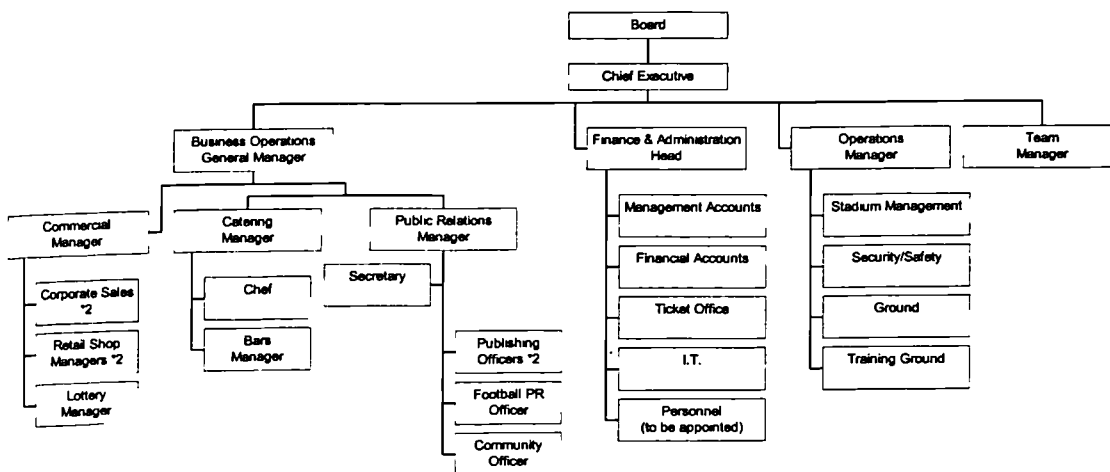 Board
Chief Executive
Business Operations
General Manager
Finance & Administration
Head
Operations
Manager
Team
Manager
Commercial
Manager
Catering
Manager
Public Relations
Manager
Corporate Sales
*2
Retail Shop
Managers *2
Lottery
Manager
Chef
Bars
Manager
Secretary
Publishing
Officers *2
Football PR
Officer
Community
Officer
Management Accounts
Financial Accounts
Ticket Office
I.T.
Personnel
(to be appointed)
Stadium Management
Security/Safety
Ground
Training Ground